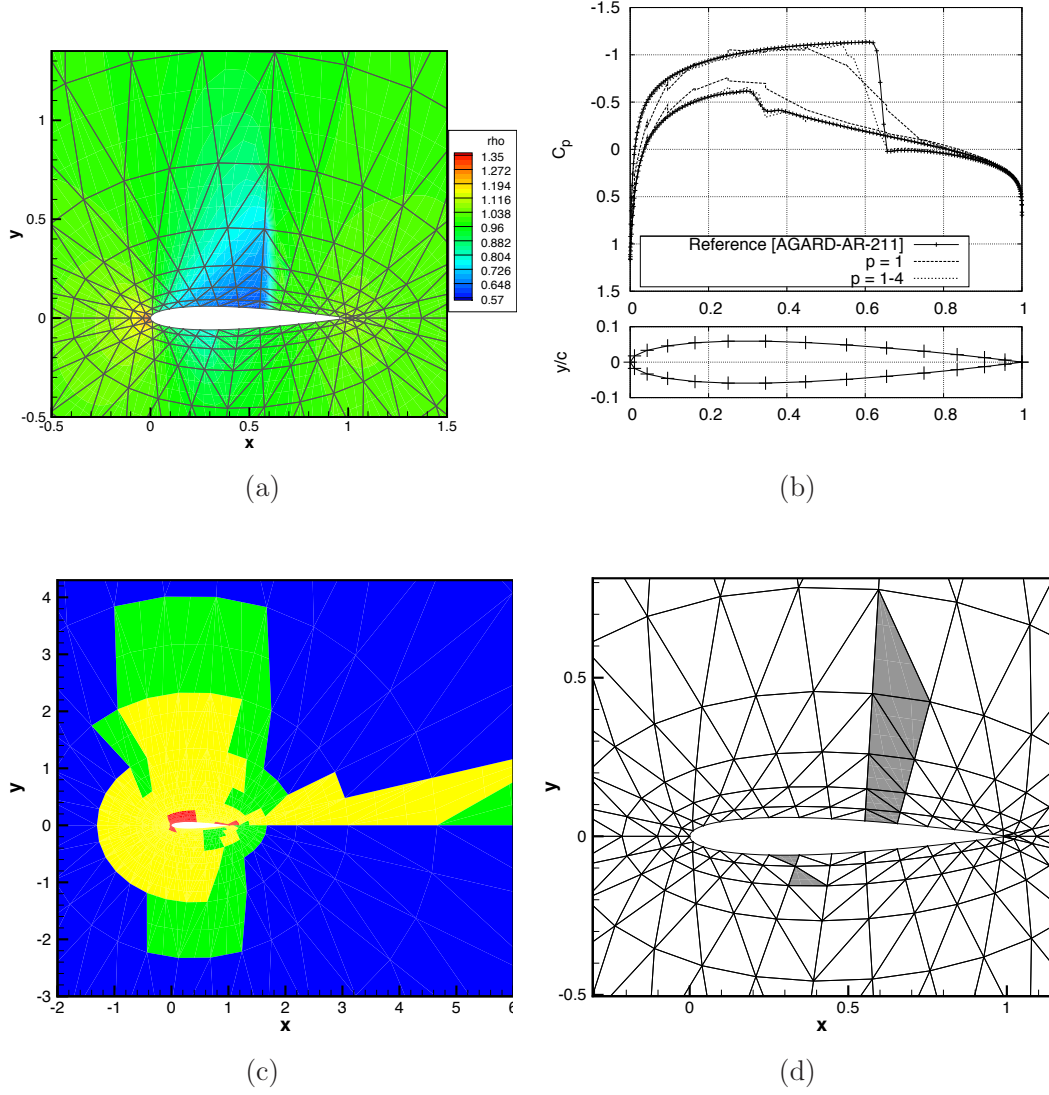 rho
1.35
1.272
1.194
1.116
1.038
0.96
0.882
0.804
0.726
0.648
0.57
y
1
0.5
0
-0.5
-0.5 0 0.5 1 1.5
x
(a)
-1.5
-1
-0.5
0
0.5
1
1.5
Cp
Reference [AGARD-AR-211]
p = 1
p = 1-4
0 0.2 0.4 0.6 0.8 1
0.1
0
-0.1
y/c
0 0.2 0.4 0.6 0.8 1
(b)
4
3
2
1
0
-1
-2
-3
y
-2 -1 0 1 2 3 4 5 6
x
(c)
0.5
0
-0.5
y
0 0.5 1
x
(d)